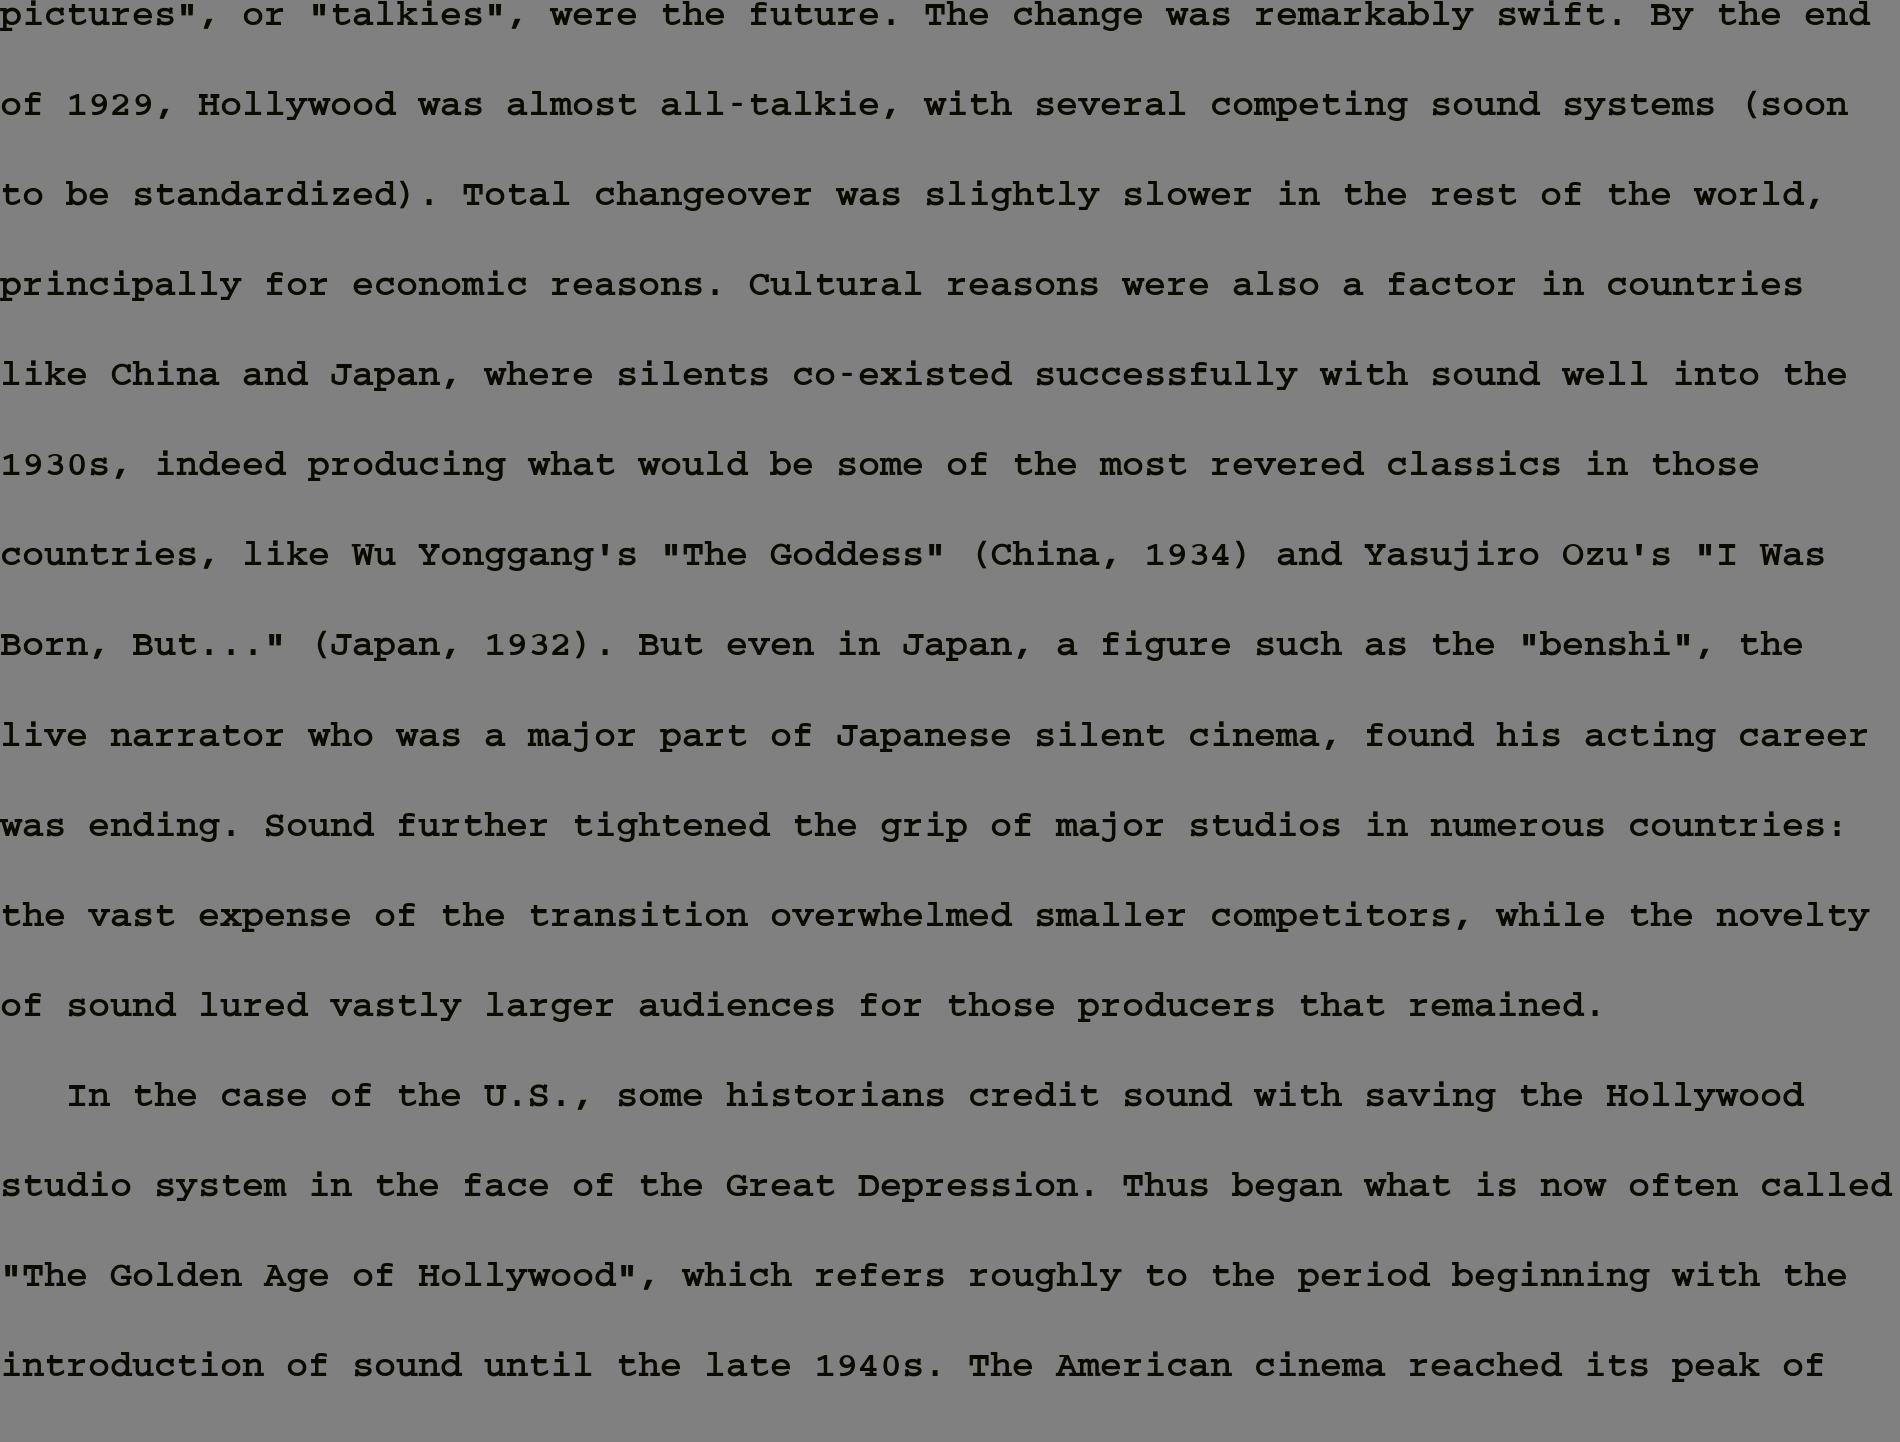 pictures", or "talkies", were the future. The change was remarkably swift. By the end
of 1929, Hollywood was almost all-talkie, with several competing sound systems (soon
to be standardized). Total changeover was slightly slower in the rest of the world,
principally for economic reasons. Cultural reasons were also a factor in countries
like China and Japan, where silents co-existed successfully with sound well into the
1930s, indeed producing what would be some of the most revered classics in those
countries, like Wu Yonggang's "The Goddess" (China, 1934) and Yasujiro Ozu's "I Was
Born, But..." (Japan, 1932). But even in Japan, a figure such as the "benshi", the
live narrator who was a major part of Japanese silent cinema, found his acting career
was ending. Sound further tightened the grip of major studios in numerous countries:
the vast expense of the transition overwhelmed smaller competitors, while the novelty
of sound lured vastly larger audiences for those producers that remained.
In the case of the U.S., some historians credit sound with saving the Hollywood
studio system in the face of the Great Depression. Thus began what is now often called
"The Golden Age of Hollywood", which refers roughly to the period beginning with the
introduction of sound until the late 1940s. The American cinema reached its peak of